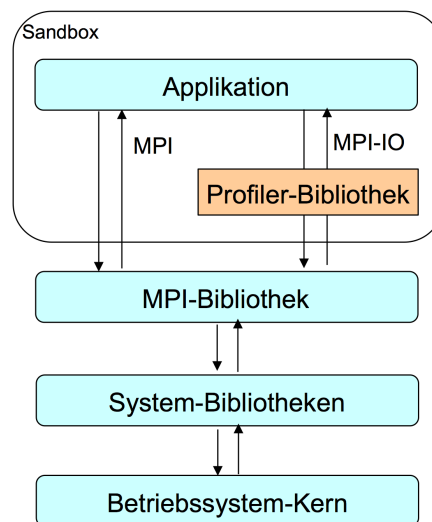 Sandbox
Applikation
MPI
MPI-IO
Profiler-Bibliothek
MPI-Bibliothek
System-Bibliotheken
Betriebssystem-Kern